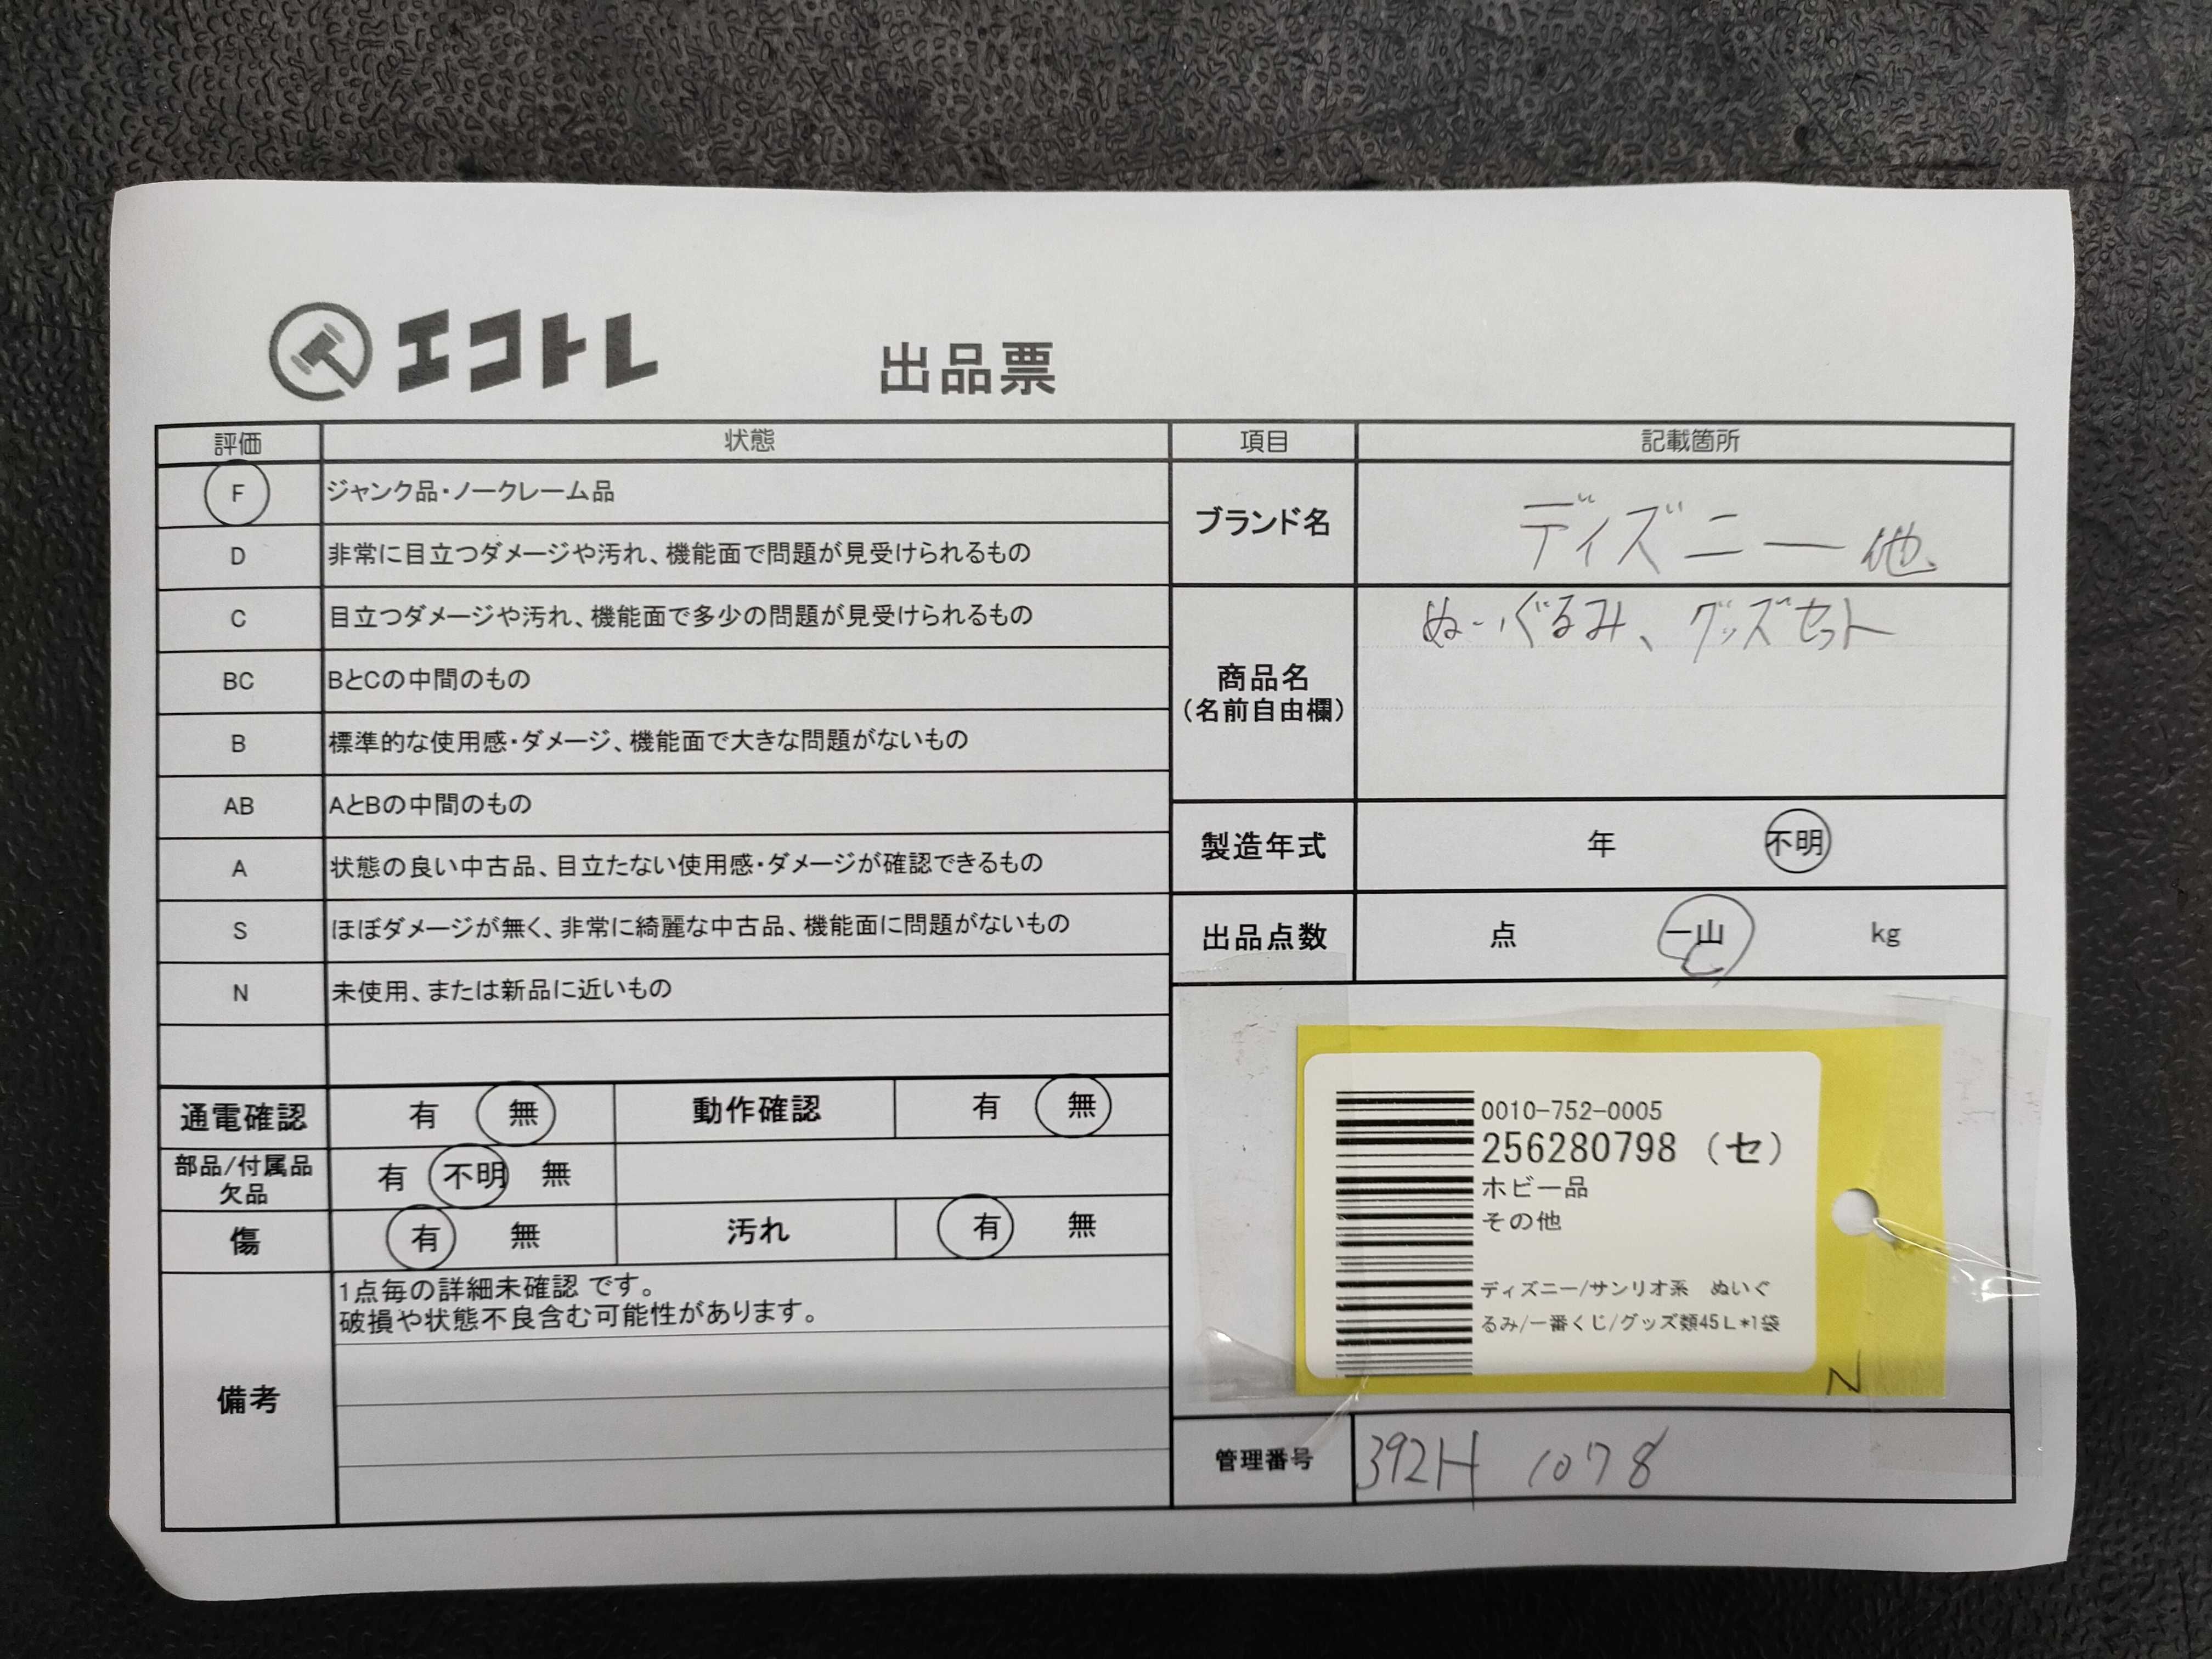 エコトレ
出品票
評価 状態
F ジャンク品・ノークレーム品
D 非常に目立つダメージや汚れ、機能面で問題が見受けられるもの
C 目立つダメージや汚れ、機能面で多少の問題が見受けられるもの
BC BとCの中間のもの
B 標準的な使用感・ダメージ、機能面で大きな問題がないもの
AB AとBの中間のもの
A 状態の良い中古品、目立たない使用感・ダメージが確認できるもの
S ほぼダメージが無く、非常に綺麗な中古品、機能面に問題がないもの
N 未使用、または新品に近いもの
通電確認 有 無 動作確認 有 無
部品/付属品
欠品 有 不明 無
傷 有 無 汚れ 有 無
備考
1点毎の詳細未確認 です。
破損や状態不良含む可能性があります。
項目 記載箇所
ブランド名 ディズニー他
商品名
(名前自由欄)
ぬいぐるみ、グッズセット
製造年式 年 不明
出品点数 点 一山 kg
0010-752-0005
256280798 (セ)
ホビー品
その他
ディズニー/サンリオ系 ぬいぐ
るみ/一番くじ/グッズ類45L*1袋
N
管理番号 392H 1078